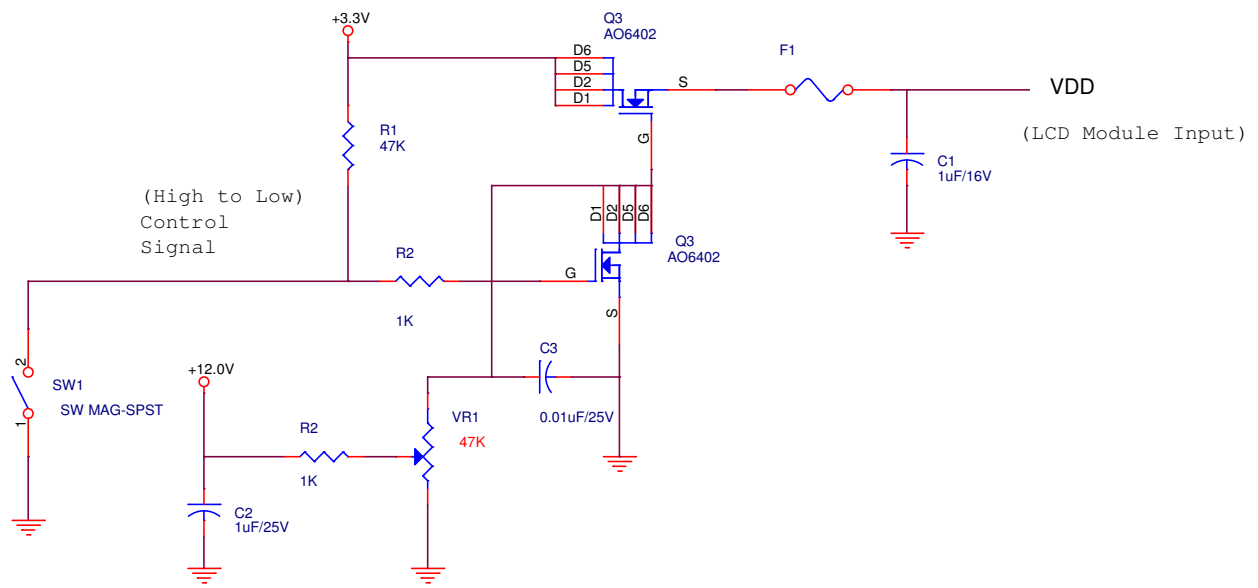 +3.3V
Q3
AO6402
D6
D5
D2
D1
S
G
F1
VDD
(LCD Module Input)
R1
47K
C1
1uF/16V
(High to Low)
Control
Signal
D1
D2
D5
D6
Q3
AO6402
G
S
R2
1K
2
1
SW1
SW MAG-SPST
+12.0V
C3
0.01uF/25V
VR1
47K
R2
1K
C2
1uF/25V